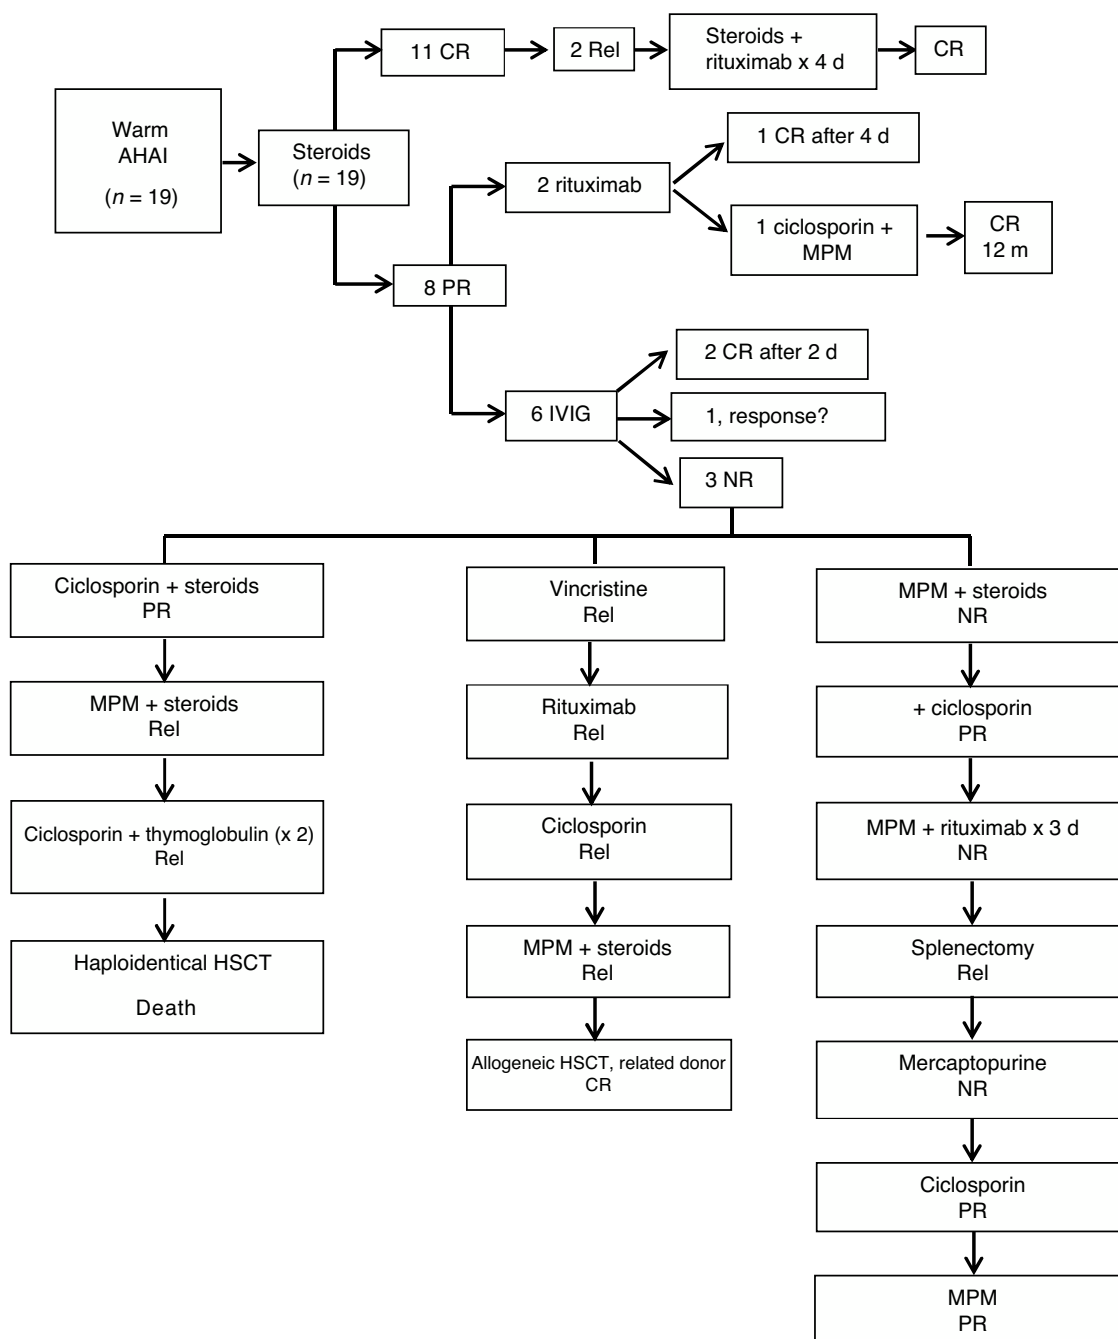 Warm
AHAI
(n = 19)
Steroids
(n = 19)
11 CR
2 Rel
Steroids +
rituximab x 4 d
CR
8 PR
2 rituximab
1 CR after 4 d
1 ciclosporin +
MPM
CR
12 m
6 IVIG
2 CR after 2 d
1, response?
3 NR
Ciclosporin + steroids
PR
MPM + steroids
Rel
Ciclosporin + thymoglobulin (x 2)
Rel
Haploidentical HSCT
Death
Vincristine
Rel
Rituximab
Rel
Ciclosporin
Rel
MPM + steroids
Rel
Allogeneic HSCT, related donor
CR
MPM + steroids
NR
+ ciclosporin
PR
MPM + rituximab x 3 d
NR
Splenectomy
Rel
Mercaptopurine
NR
Ciclosporin
PR
MPM
PR